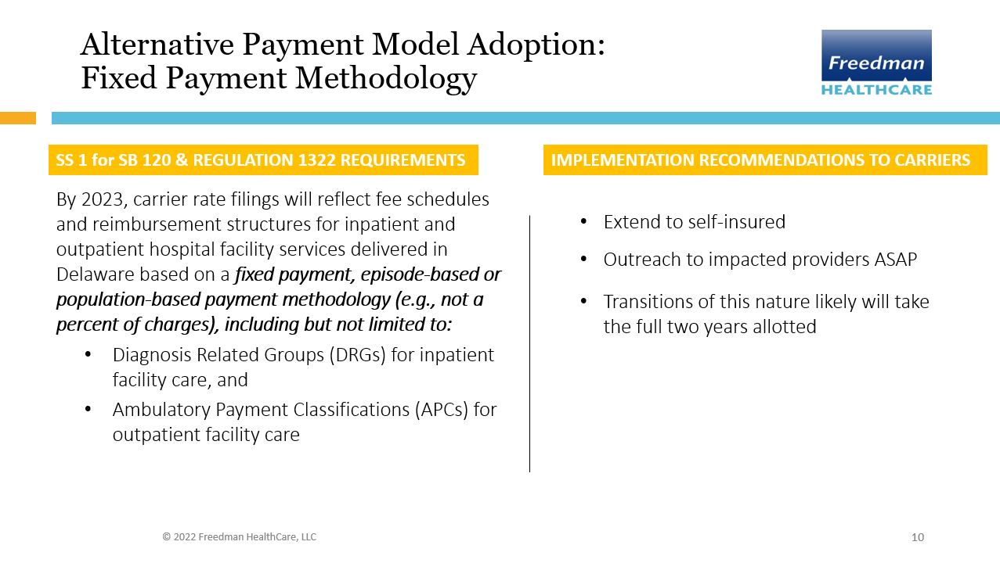 Alternative Payment Model Adoption:
Fixed Payment Methodology
Freedman
HEALTHCARE
SS 1 for SB 120 & REGULATION 1322 REQUIREMENTS
By 2023, carrier rate filings will reflect fee schedules
and reimbursement structures for inpatient and
outpatient hospital facility services delivered in
Delaware based on a fixed payment, episode-based or
population-based payment methodology (e.g., not a
percent of charges), including but not limited to:
• Diagnosis Related Groups (DRGs) for inpatient
facility care, and
• Ambulatory Payment Classifications (APCs) for
outpatient facility care
IMPLEMENTATION RECOMMENDATIONS TO CARRIERS
• Extend to self-insured
• Outreach to impacted providers ASAP
• Transitions of this nature likely will take
the full two years allotted
© 2022 Freedman HealthCare, LLC
10